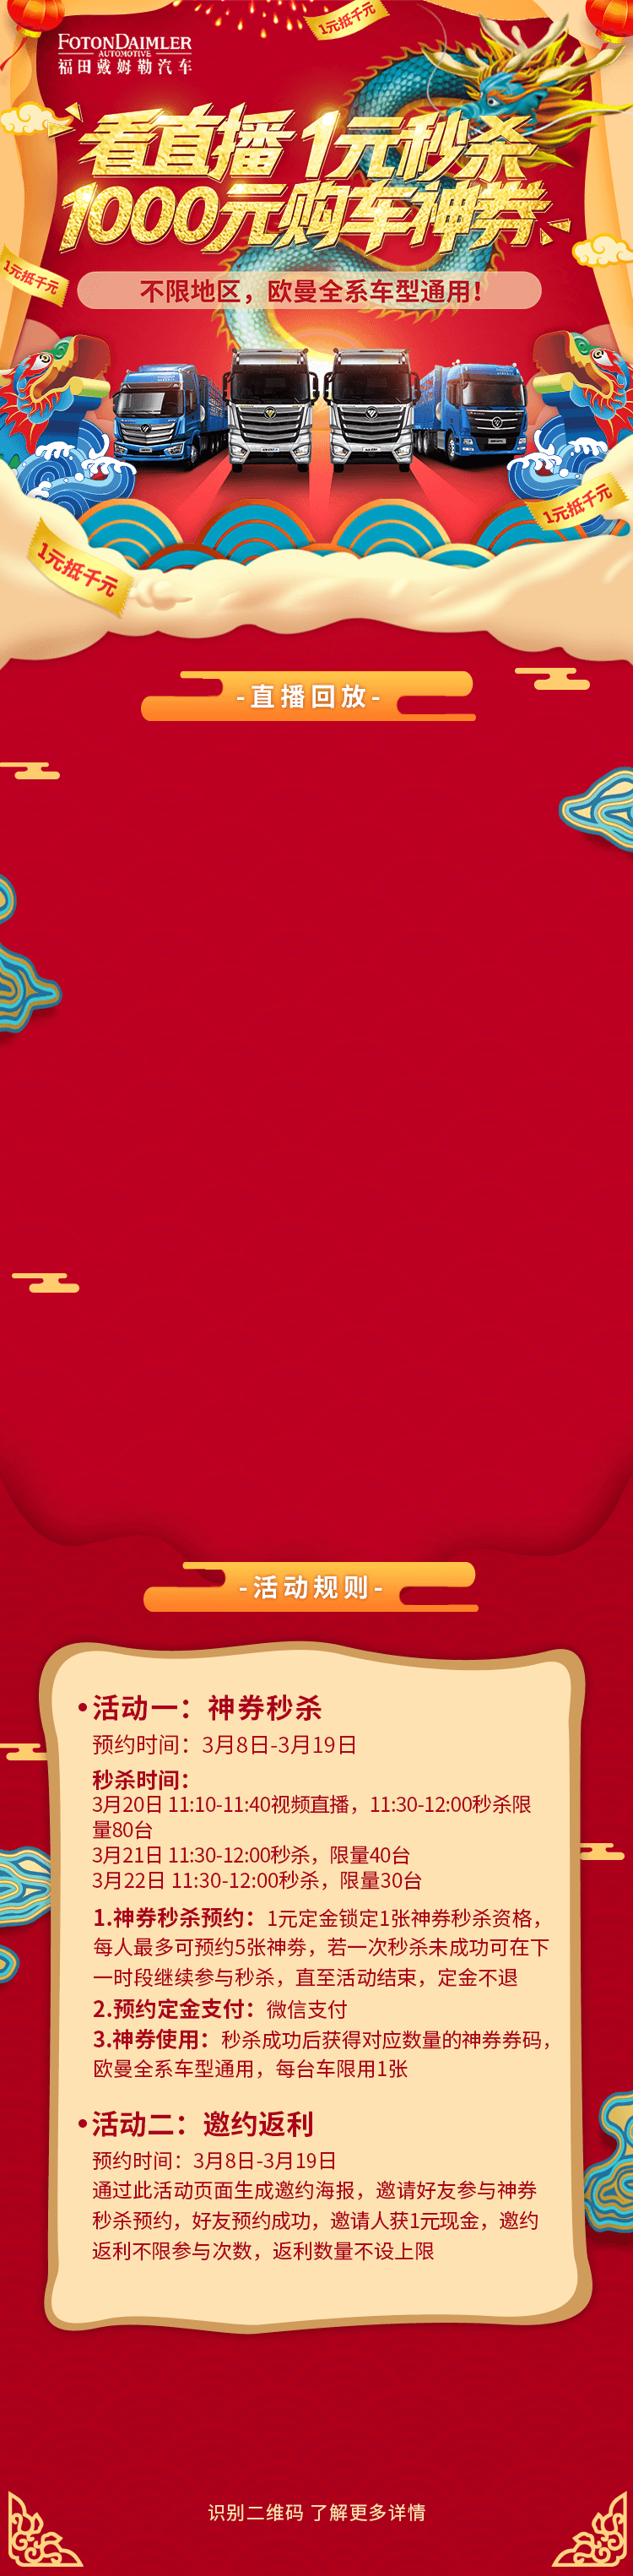 1元抵千元
FOTONDAIMLER
AUTOMOTIVE
福田戴姆勒汽车
看直播 1元秒杀
1000元购车神券
1元抵千元
不限地区，欧曼全系车型通用！
1元抵千元
1元抵千元
-直播回放-
-活动规则-
•活动一：神券秒杀
预约时间：3月8日-3月19日
秒杀时间：
3月20日 11:10-11:40视频直播，11:30-12:00秒杀限
量80台
3月21日 11:30-12:00秒杀，限量40台
3月22日 11:30-12:00秒杀，限量30台
1.神券秒杀预约：1元定金锁定1张神券秒杀资格，
每人最多可预约5张神劵，若一次秒杀未成功可在下
一时段继续参与秒杀，直至活动结束，定金不退
2.预约定金支付：微信支付
3.神券使用：秒杀成功后获得对应数量的神券券码，
欧曼全系车型通用，每台车限用1张
•活动二：邀约返利
预约时间：3月8日-3月19日
通过此活动页面生成邀约海报，邀请好友参与神券
秒杀预约，好友预约成功，邀请人获1元现金，邀约
返利不限参与次数，返利数量不设上限
识别二维码 了解更多详情